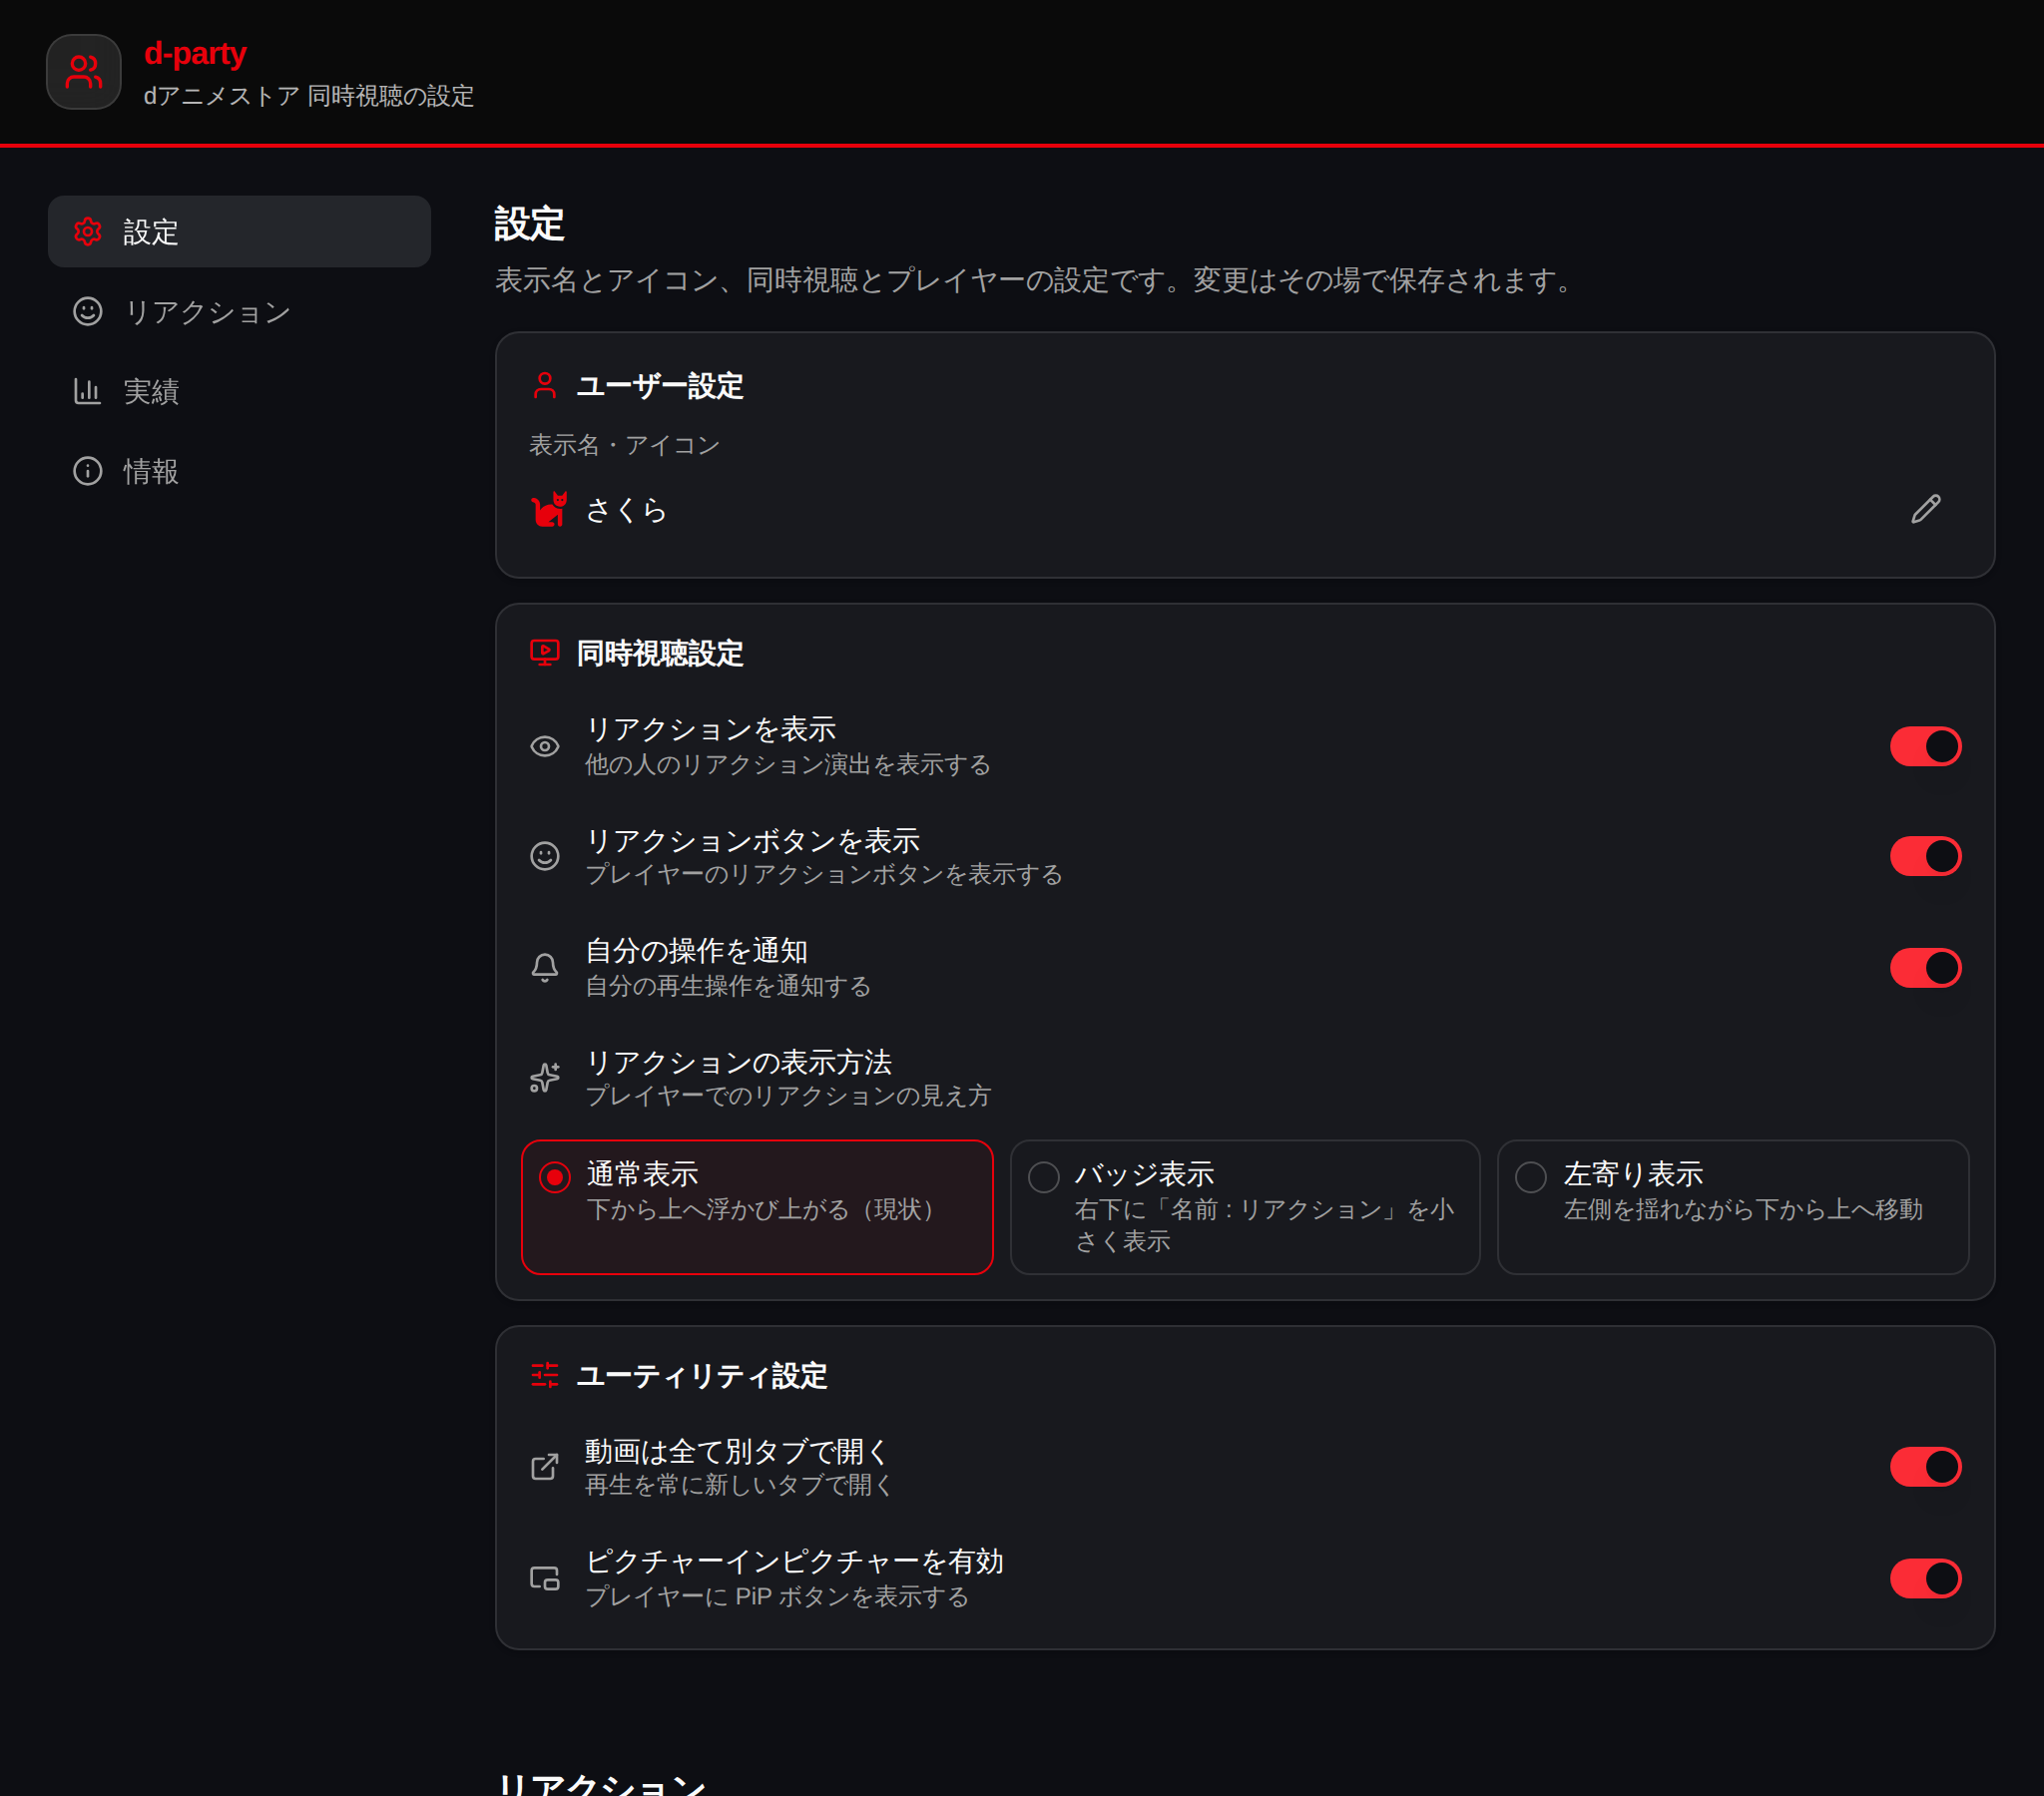 d-party
dアニメストア 同時視聴の設定
設定
リアクション
実績
情報
設定
表示名とアイコン、同時視聴とプレイヤーの設定です。変更はその場で保存されます。
ユーザー設定
表示名・アイコン
さくら
同時視聴設定
リアクションを表示
他の人のリアクション演出を表示する
リアクションボタンを表示
プレイヤーのリアクションボタンを表示する
自分の操作を通知
自分の再生操作を通知する
リアクションの表示方法
プレイヤーでのリアクションの見え方
通常表示
下から上へ浮かび上がる（現状）
バッジ表示
右下に「名前 : リアクション」を小
さく表示
左寄り表示
左側を揺れながら下から上へ移動
ユーティリティ設定
動画は全て別タブで開く
再生を常に新しいタブで開く
ピクチャーインピクチャーを有効
プレイヤーに PiP ボタンを表示する
リアクション